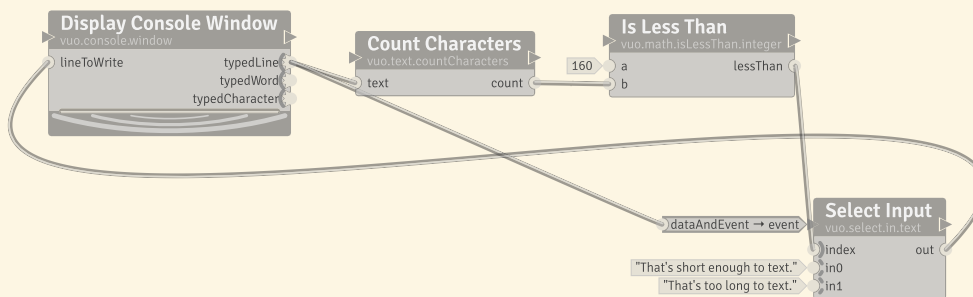 Display Console Window
vuo.console.window
lineToWrite
typedLine
typedWord
typedCharacter
Count Characters
vuo.text.countCharacters
text
count
Is Less Than
vuo.math.isLessThan.integer
160
a
lessThan
b
dataAndEvent → event
Select Input
vuo.select.in.text
index
out
"That's short enough to text."
in0
"That's too long to text."
in1